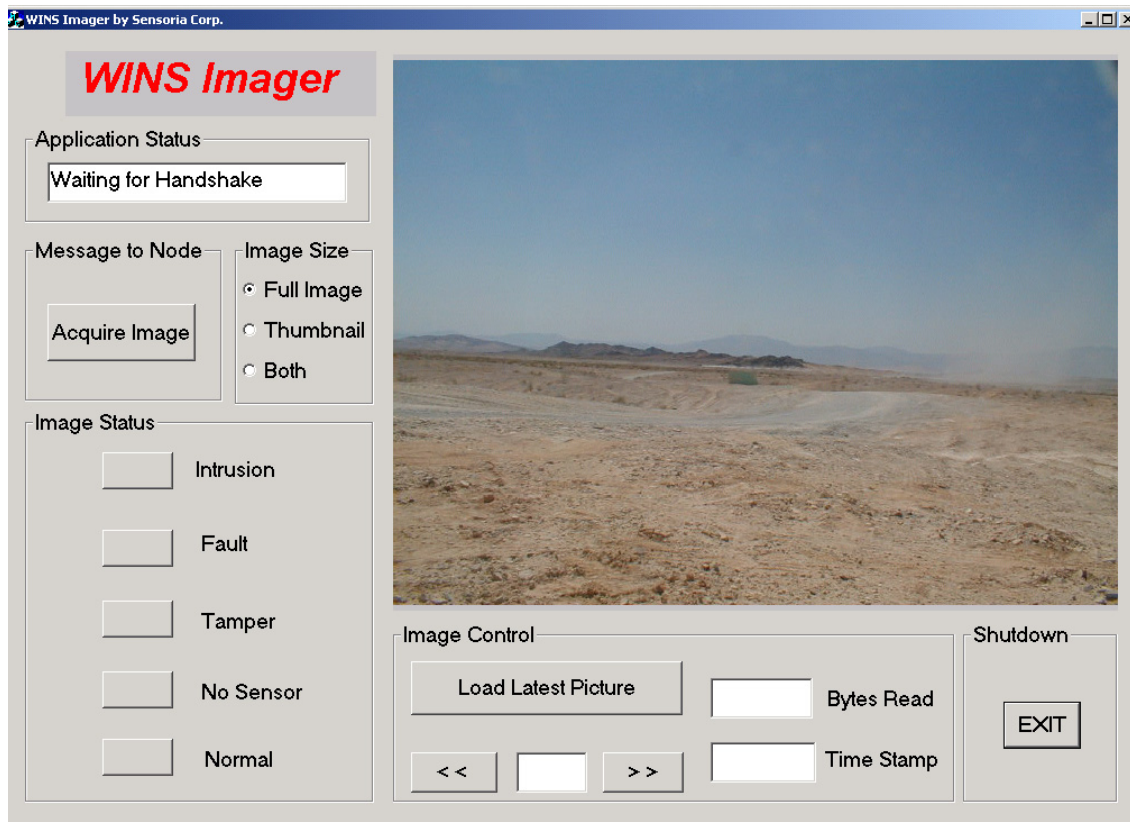 WINS Imager by Sensoria Corp.
WINS Imager
Application Status
Waiting for Handshake
Message to Node
Acquire Image
Image Size
Full Image
Thumbnail
Both
Image Status
Intrusion
Fault
Tamper
No Sensor
Normal
Image Control
Load Latest Picture
Bytes Read
<< >>
Time Stamp
Shutdown
EXIT